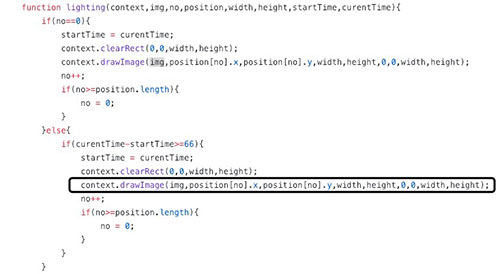 function lighting(context,img,no,position,width,height,startTime,curentTime){
if(no==0){
startTime = curentTime;
context.clearRect(0,0,width,height);
context.drawImage(img,position[no].x,position[no].y,width,height,0,0,width,height);
no++;
if(no>=position.length){
no = 0;
}
}else{
if(curentTime-startTime>=66){
startTime = curentTime;
context.clearRect(0,0,width,height);
context.drawImage(img,position[no].x,position[no].y,width,height,0,0,width,height);
no++;
if(no>=position.length){
no = 0;
}
}
}